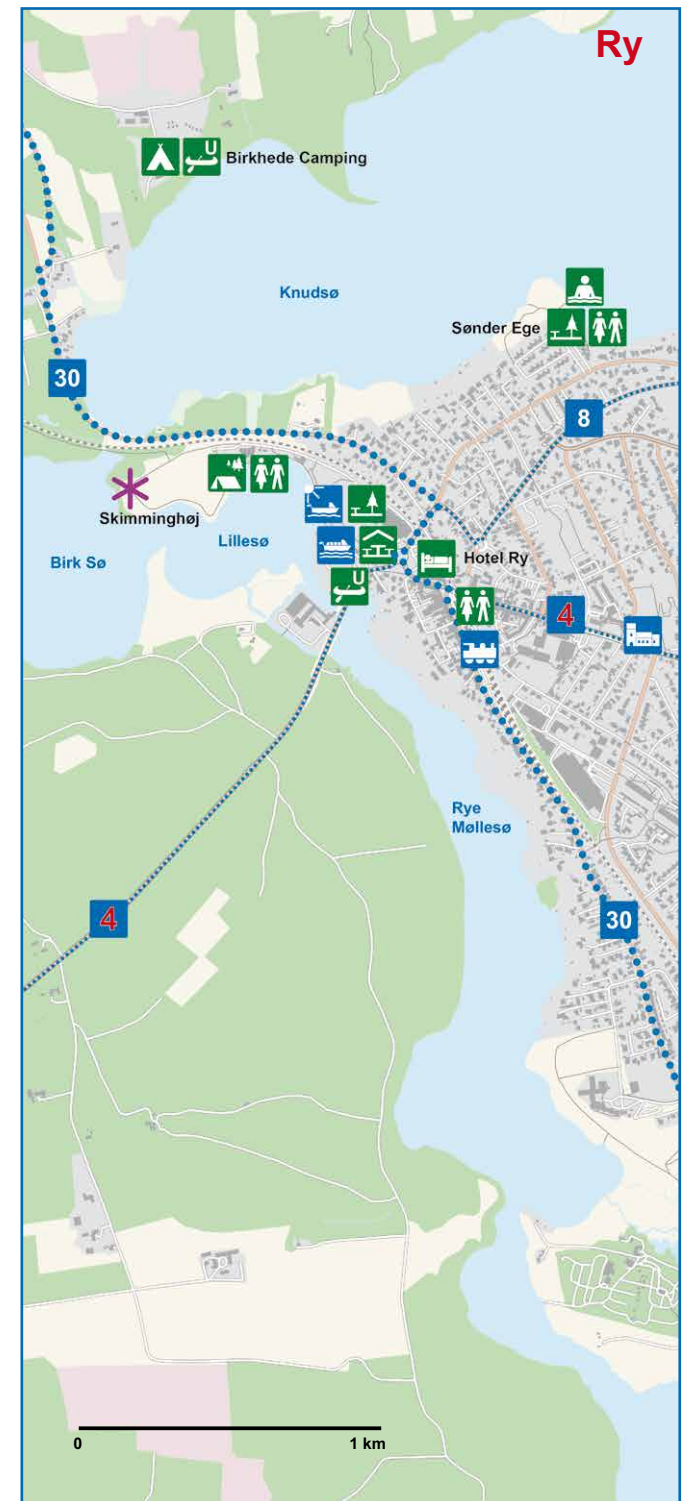 Ry
U
Birkhede Camping
Knudsø
Sønder Ege
30
8
Skimminghøj
Lillesø
Birk Sø
Hotel Ry
U
4
Rye
Møllesø
4
30
0
1 km